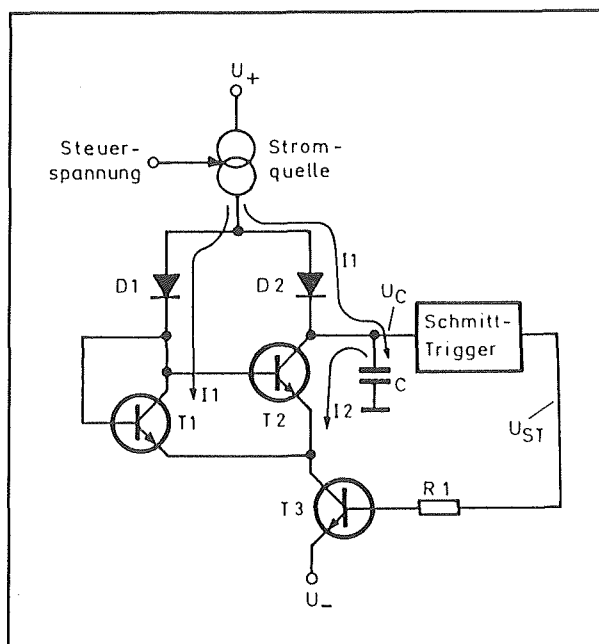 U+
Steuer-
spannung
Strom-
quelle
D1
D2
I1
UC
Schmitt-
Trigger
I1
T1
T2
I2
C
UST
T3
R1
U-